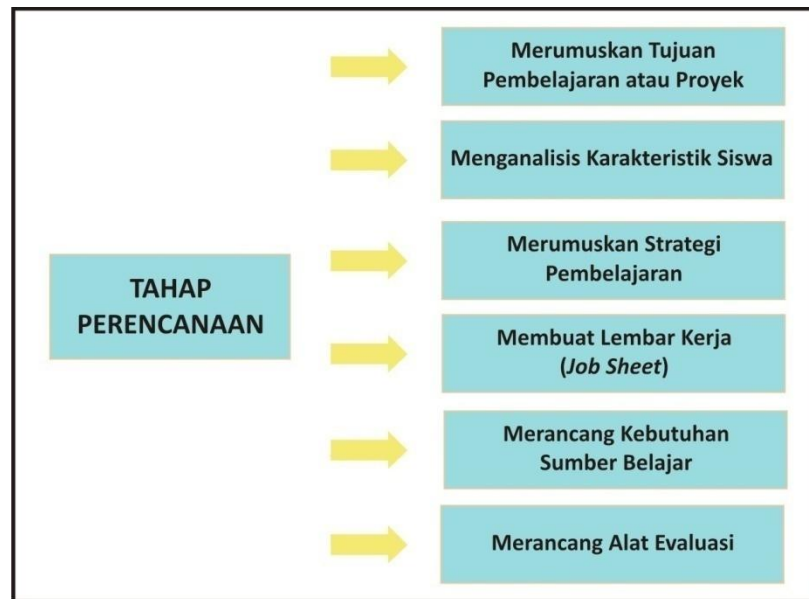 TAHAP
PERENCANAAN
Merumuskan Tujuan
Pembelajaran atau Proyek
Menganalisis Karakteristik Siswa
Merumuskan Strategi
Pembelajaran
Membuat Lembar Kerja
(Job Sheet)
Merancang Kebutuhan
Sumber Belajar
Merancang Alat Evaluasi